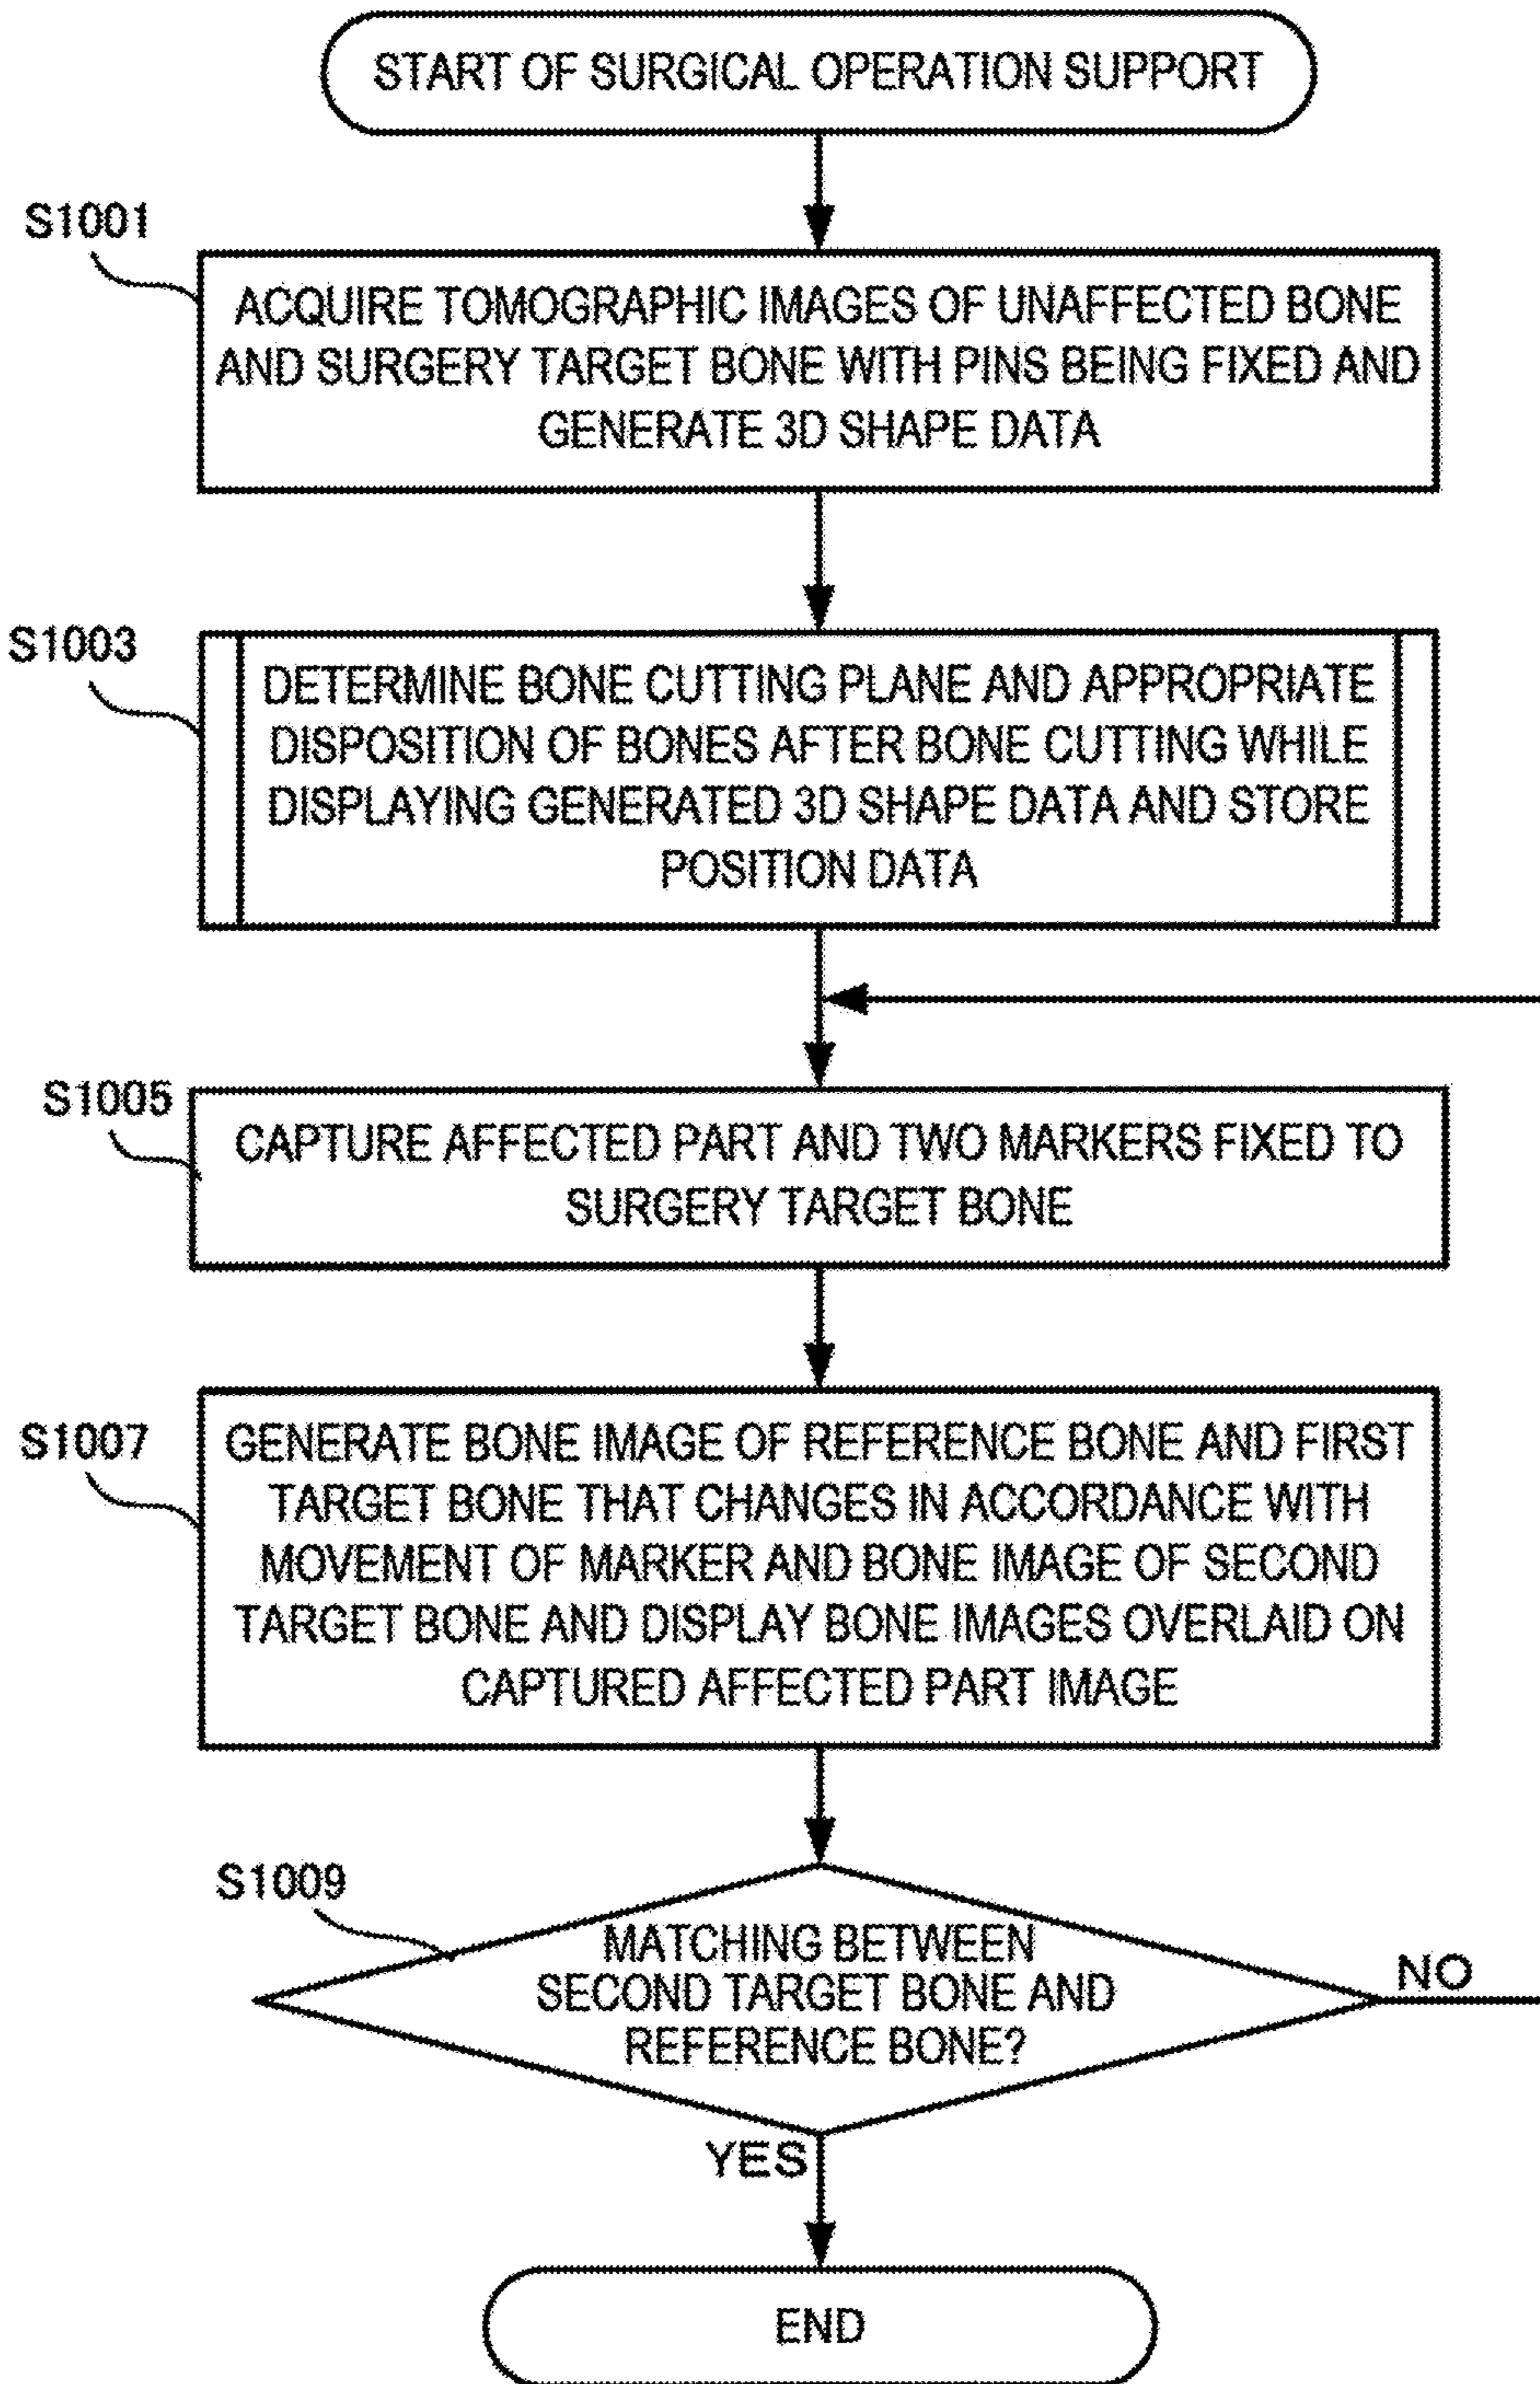 START OF SURGICAL OPERATION SUPPORT
S1001
ACQUIRE TOMOGRAPHIC IMAGES OF UNAFFECTED BONE
AND SURGERY TARGET BONE WITH PINS BEING FIXED AND
GENERATE 3D SHAPE DATA
S1003
DETERMINE BONE CUTTING PLANE AND APPROPRIATE
DISPOSITION OF BONES AFTER BONE CUTTING WHILE
DISPLAYING GENERATED 3D SHAPE DATA AND STORE
POSITION DATA
S1005
CAPTURE AFFECTED PART AND TWO MARKERS FIXED TO
SURGERY TARGET BONE
S1007
GENERATE BONE IMAGE OF REFERENCE BONE AND FIRST
TARGET BONE THAT CHANGES IN ACCORDANCE WITH
MOVEMENT OF MARKER AND BONE IMAGE OF SECOND
TARGET BONE AND DISPLAY BONE IMAGES OVERLAID ON
CAPTURED AFFECTED PART IMAGE
S1009
MATCHING BETWEEN
SECOND TARGET BONE AND
REFERENCE BONE?
NO
YES
END